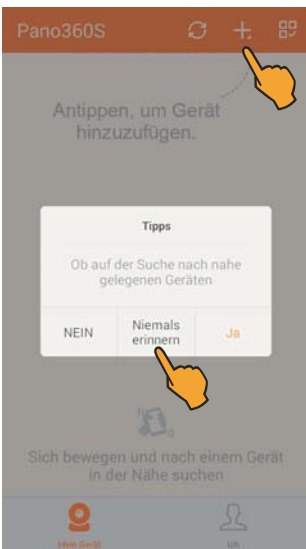 Pano360S
Antippen, um Gerät
hinzuzufügen.
Tipps
Ob auf der Suche nach nahe
gelegenen Geräten
NEIN
Niemals
erinnern
Ja
Sich bewegen und nach einem Gerät
in der Nähe suchen
Mein Gerät
Ich